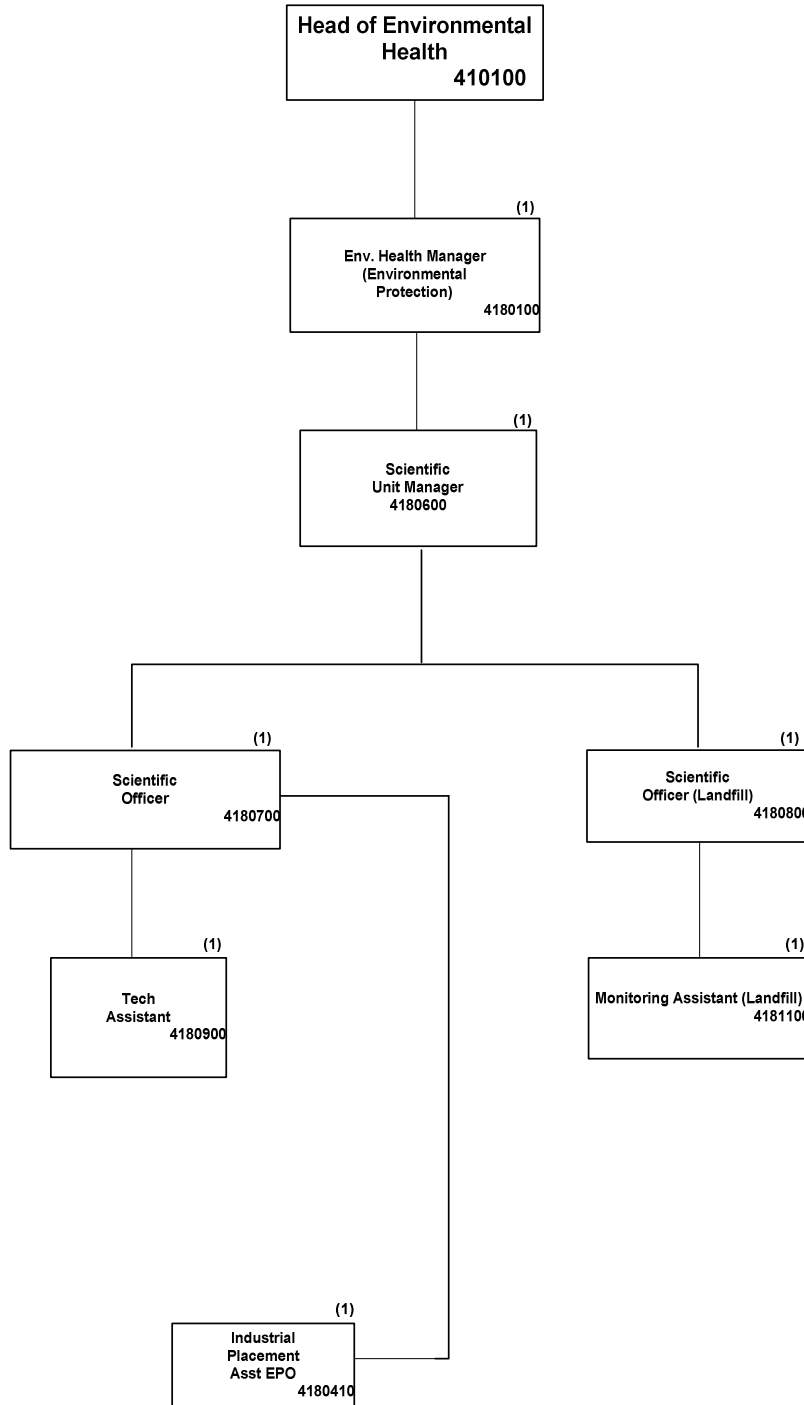 Head of Environmental
Health
410100
(1)
Env. Health Manager
(Environmental
Protection)
4180100
(1)
Scientific
Unit Manager
4180600
(1)
Scientific
Officer
4180700
(1)
Scientific
Officer (Landfill)
4180800
(1)
Tech
Assistant
4180900
(1)
Monitoring Assistant (Landfill)
4181100
(1)
Industrial
Placement
Asst EPO
4180410